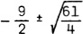 - 9/2 ± √(61/4)